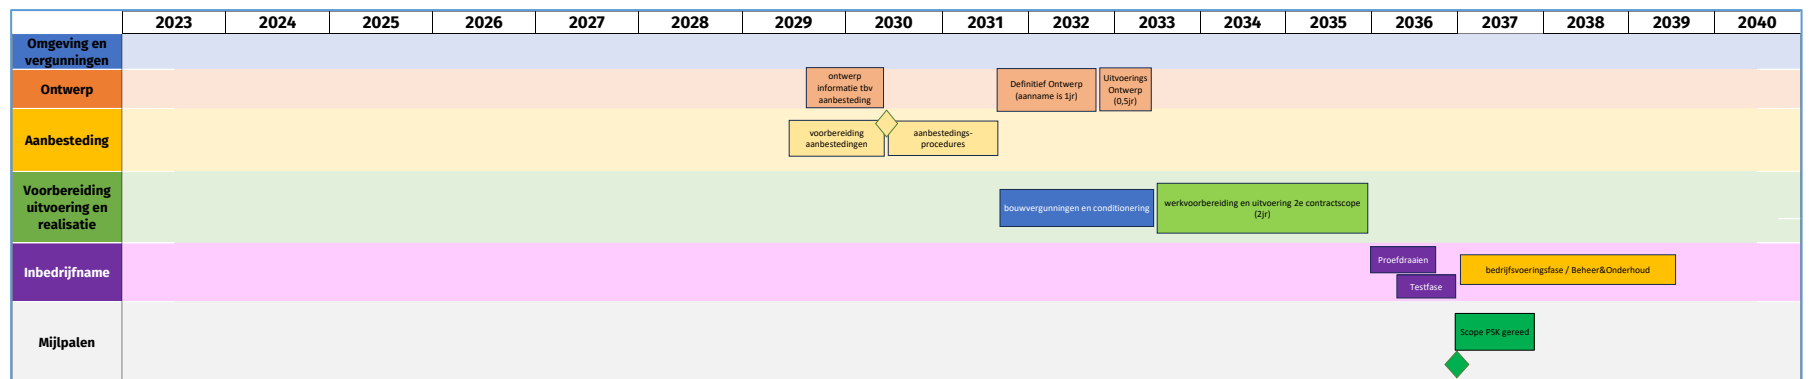 2023 2024 2025 2026 2027 2028 2029 2030 2031 2032 2033 2034 2035 2036 2037 2038 2039 2040
Omgeving en
vergunningen
Ontwerp
ontwerp
informatie tbv
aanbesteding
Definitief Ontwerp
(aanname is 1jr)
Uitvoerings
Ontwerp
(0,5jr)
Aanbesteding
voorbereiding
aanbestedingen
aanbestedings-
procedures
Voorbereiding
uitvoering en
realisatie
bouwvergunningen en conditionering
werkvoorbereiding en uitvoering 2e contractscope
(2jr)
Inbedrijfname
Proefdraaien
Testfase
bedrijfsvoeringsfase / Beheer&Onderhoud
Mijlpalen
Scope PSK gereed